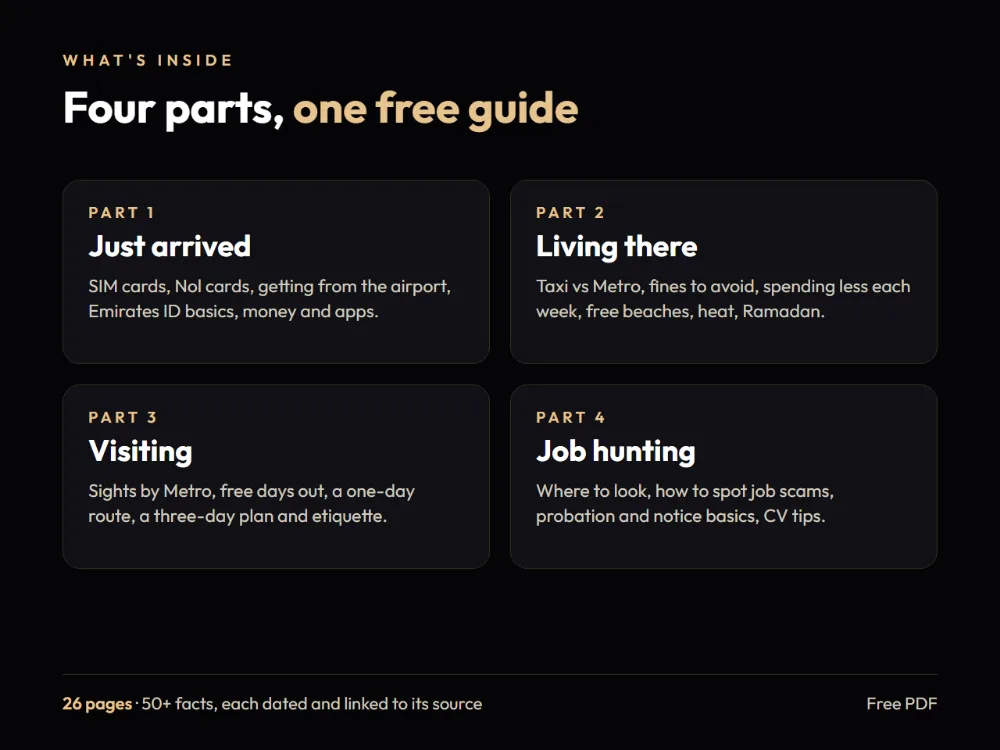 WHAT'S INSIDE
Four parts, one free guide
PART 1
Just arrived
SIM cards, Nol cards, getting from the airport,
Emirates ID basics, money and apps.
PART 2
Living there
Taxi vs Metro, fines to avoid, spending less each
week, free beaches, heat, Ramadan.
PART 3
Visiting
Sights by Metro, free days out, a one-day
route, a three-day plan and etiquette.
PART 4
Job hunting
Where to look, how to spot job scams,
probation and notice basics, CV tips.
26 pages · 50+ facts, each dated and linked to its source
Free PDF